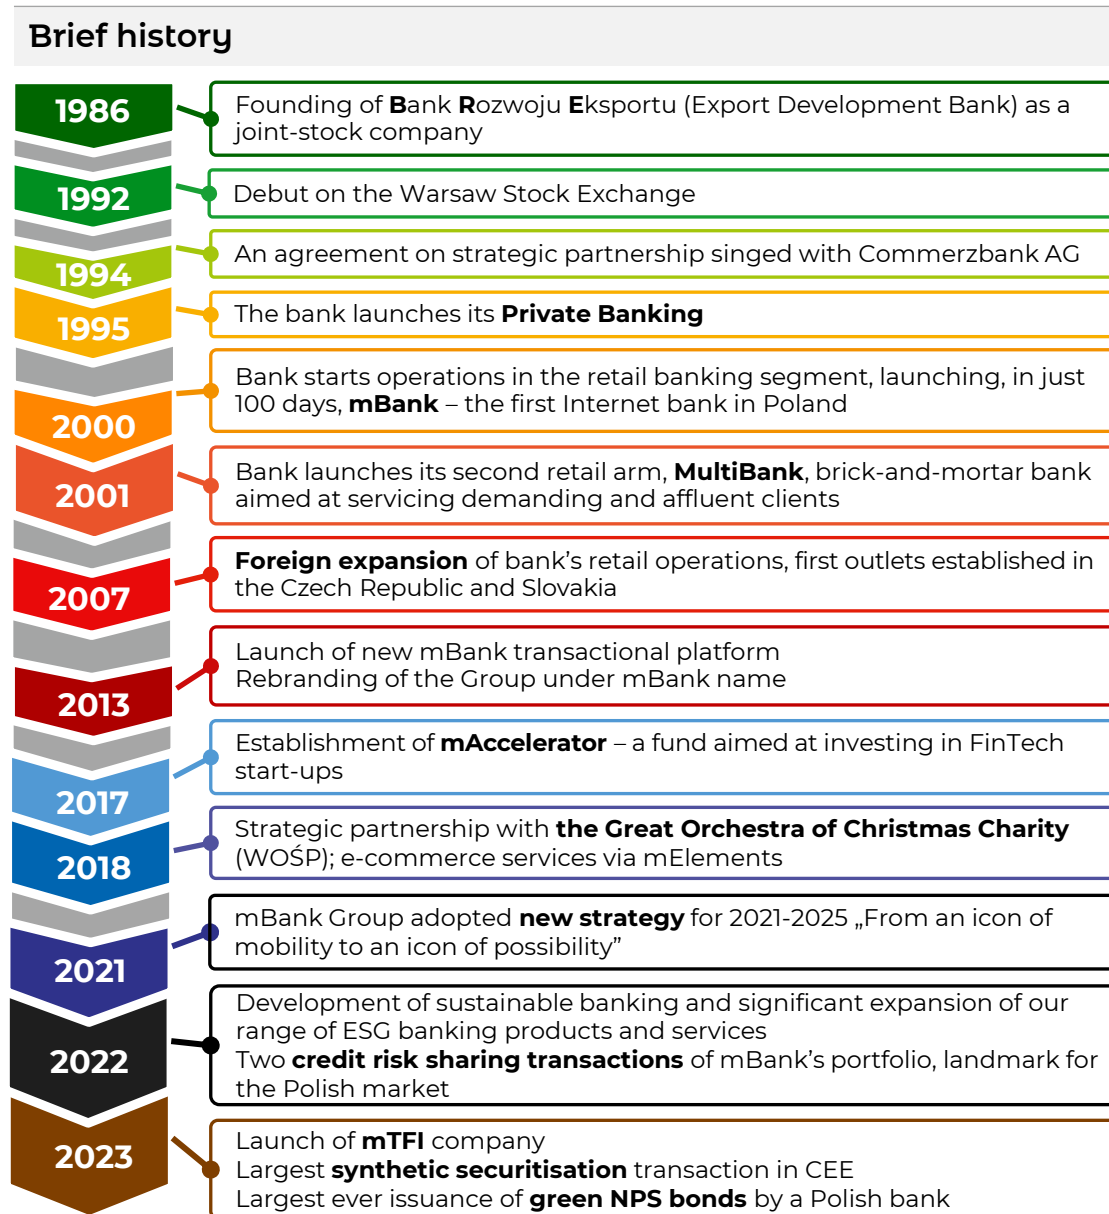 Brief history
1986
Founding of Bank Rozwoju Eksportu (Export Development Bank) as a
joint-stock company
1992
Debut on the Warsaw Stock Exchange
1994
An agreement on strategic partnership singed with Commerzbank AG
1995
The bank launches its Private Banking
2000
Bank starts operations in the retail banking segment, launching, in just
100 days, mBank – the first Internet bank in Poland
2001
Bank launches its second retail arm, MultiBank, brick-and-mortar bank
aimed at servicing demanding and affluent clients
2007
Foreign expansion of bank’s retail operations, first outlets established in
the Czech Republic and Slovakia
2013
Launch of new mBank transactional platform
Rebranding of the Group under mBank name
2017
Establishment of mAccelerator – a fund aimed at investing in FinTech
start-ups
2018
Strategic partnership with the Great Orchestra of Christmas Charity
(WOŚP); e-commerce services via mElements
2021
mBank Group adopted new strategy for 2021-2025 „From an icon of
mobility to an icon of possibility”
2022
Development of sustainable banking and significant expansion of our
range of ESG banking products and services
Two credit risk sharing transactions of mBank’s portfolio, landmark for
the Polish market
2023
Launch of mTFI company
Largest synthetic securitisation transaction in CEE
Largest ever issuance of green NPS bonds by a Polish bank